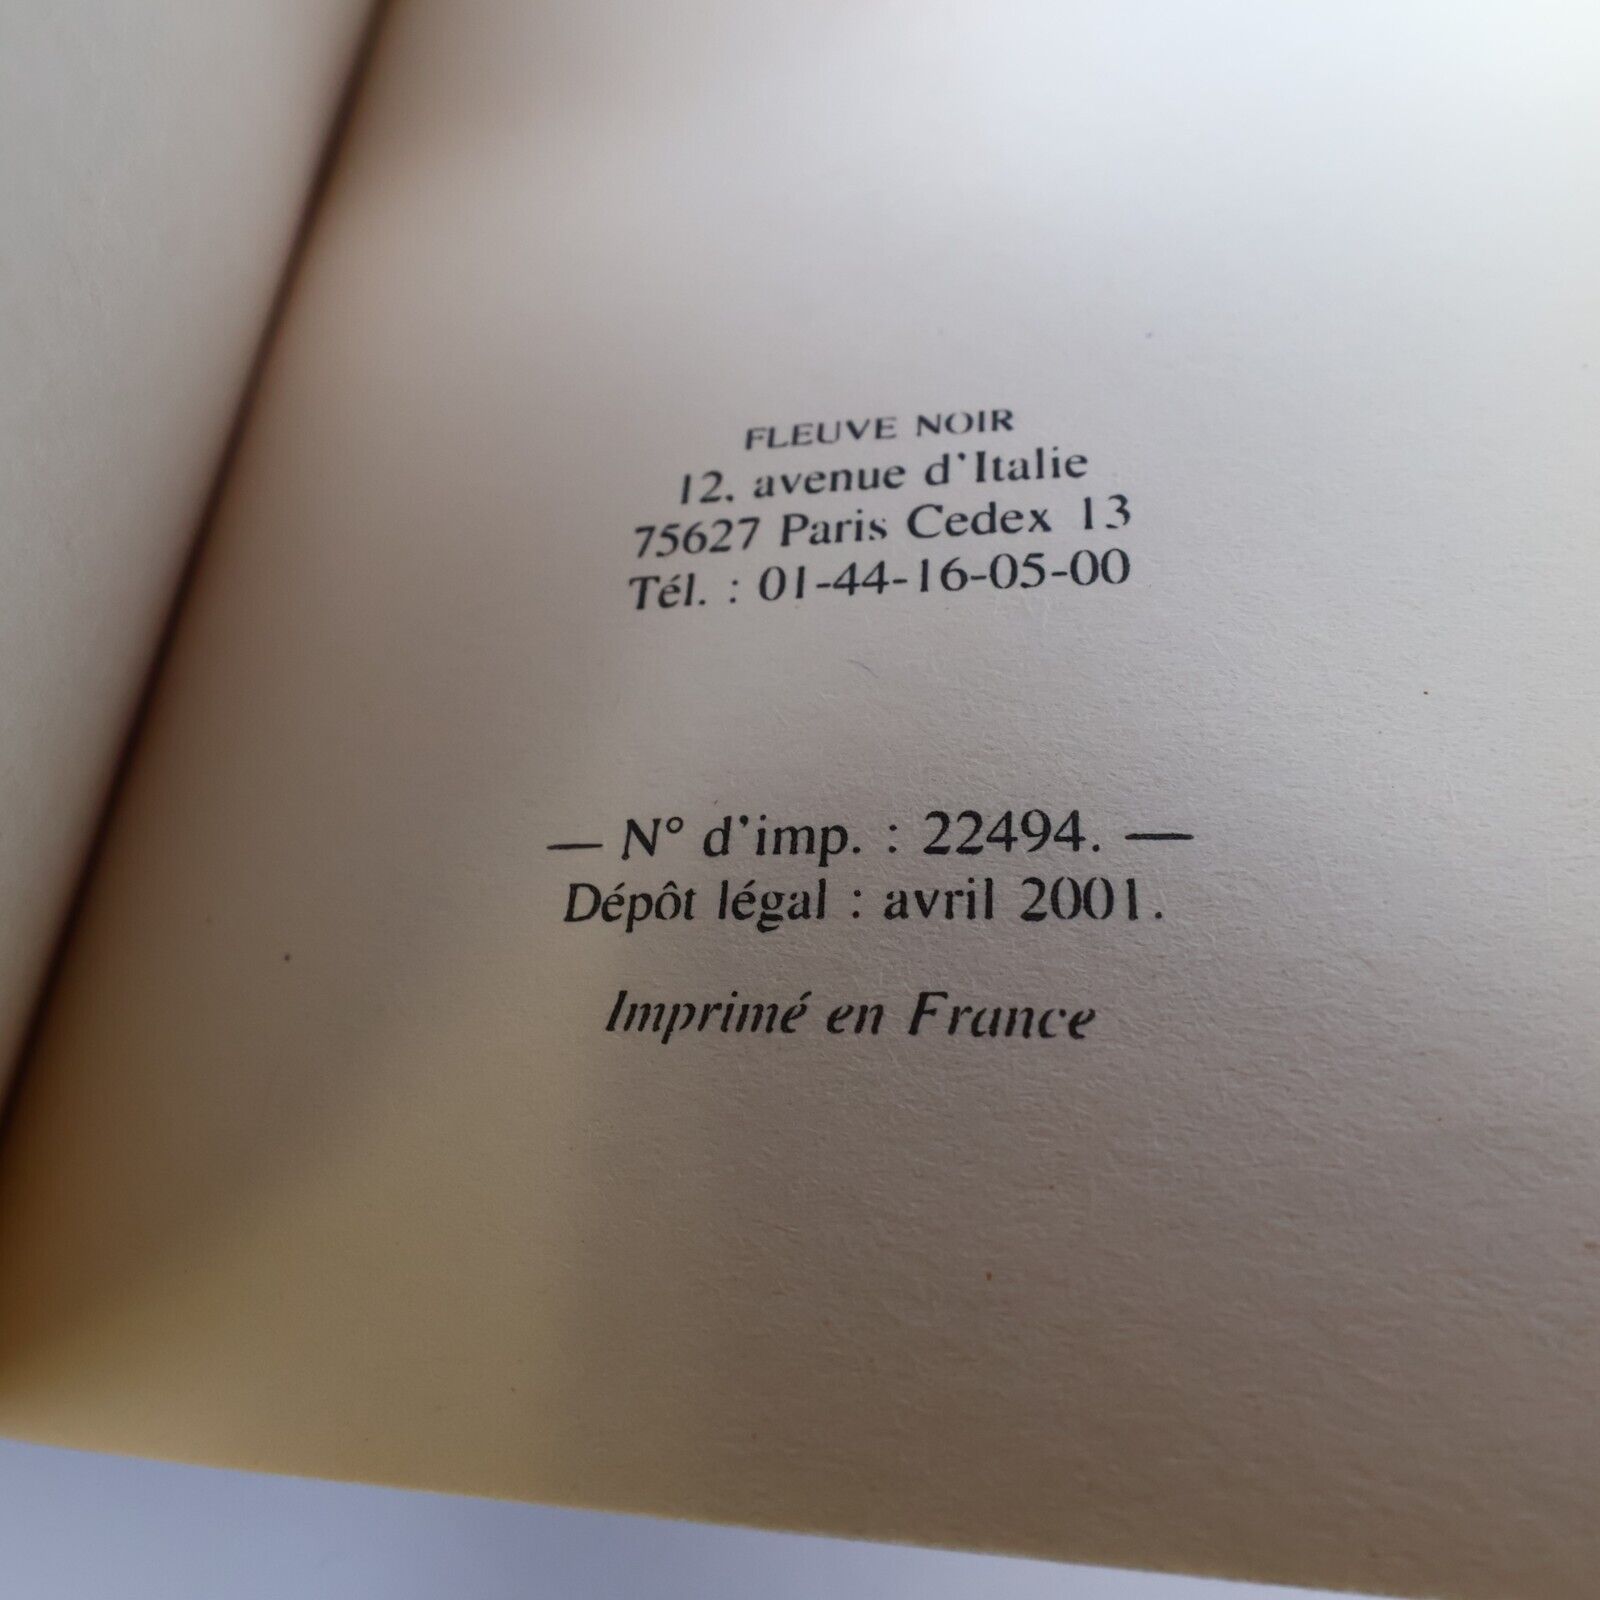 FLEUVE NOIR
12, avenue d'Italie
75627 Paris Cedex 13
Tél. : 01-44-16-05-00
— N° d'imp. : 22494. —
Dépôt légal : avril 2001.
Imprimé en France